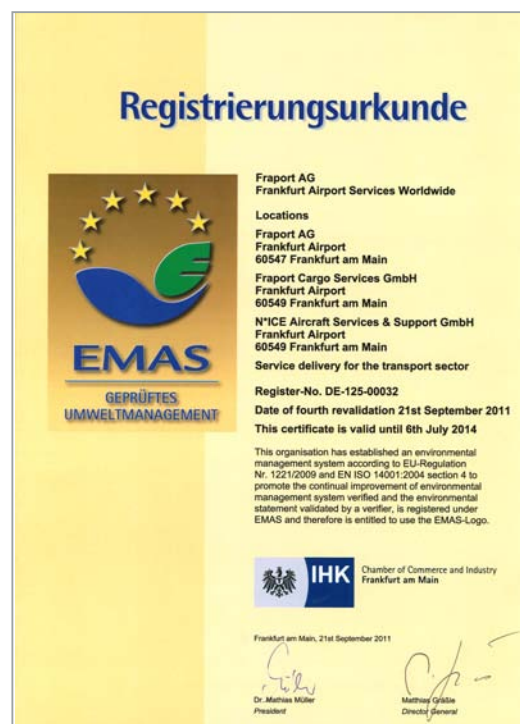 Registrierungsurkunde
EMAS
GEPRÜFTES
UMWELTMANAGEMENT
Fraport AG
Frankfurt Airport Services Worldwide
Locations
Fraport AG
Frankfurt Airport
60547 Frankfurt am Main
Fraport Cargo Services GmbH
Frankfurt Airport
60549 Frankfurt am Main
N*ICE Aircraft Services & Support GmbH
Frankfurt Airport
60549 Frankfurt am Main
Service delivery for the transport sector
Register-No. DE-125-00032
Date of fourth revalidation 21st September 2011
This certificate is valid until 6th July 2014
This organisation has established an environmental
management system according to EU-Regulation
Nr. 1221/2009 and EN ISO 14001:2004 section 4 to
promote the continual improvement of environmental
management system verified and the environmental
statement validated by a verifier, is registered under
EMAS and therefore is entitled to use the EMAS-Logo.
IHK
Chamber of Commerce and Industry
Frankfurt am Main
Frankfurt am Main, 21st September 2011
Dr. Mathias Müller
President
Matthias Gräßle
Director General